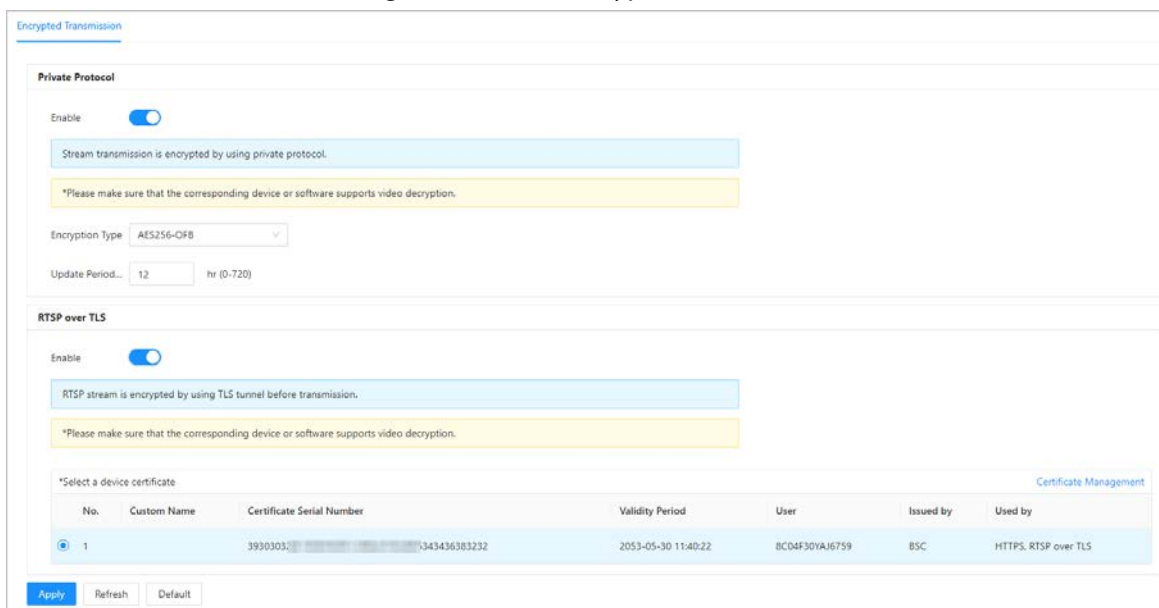 Encrypted Transmission
Private Protocol
Enable
Stream transmission is encrypted by using private protocol.
*Please make sure that the corresponding device or software supports video decryption.
Encryption Type AES256-OFB
Update Period... 12 hr (0-720)
RTSP over TLS
Enable
RTSP stream is encrypted by using TLS tunnel before transmission.
*Please make sure that the corresponding device or software supports video decryption.
*Select a device certificate Certificate Management
No. Custom Name Certificate Serial Number Validity Period User Issued by Used by
1 2053-05-30 11:40:22 8C04F30YAJ6759 BSC HTTPS, RTSP over TLS
Apply Refresh Default